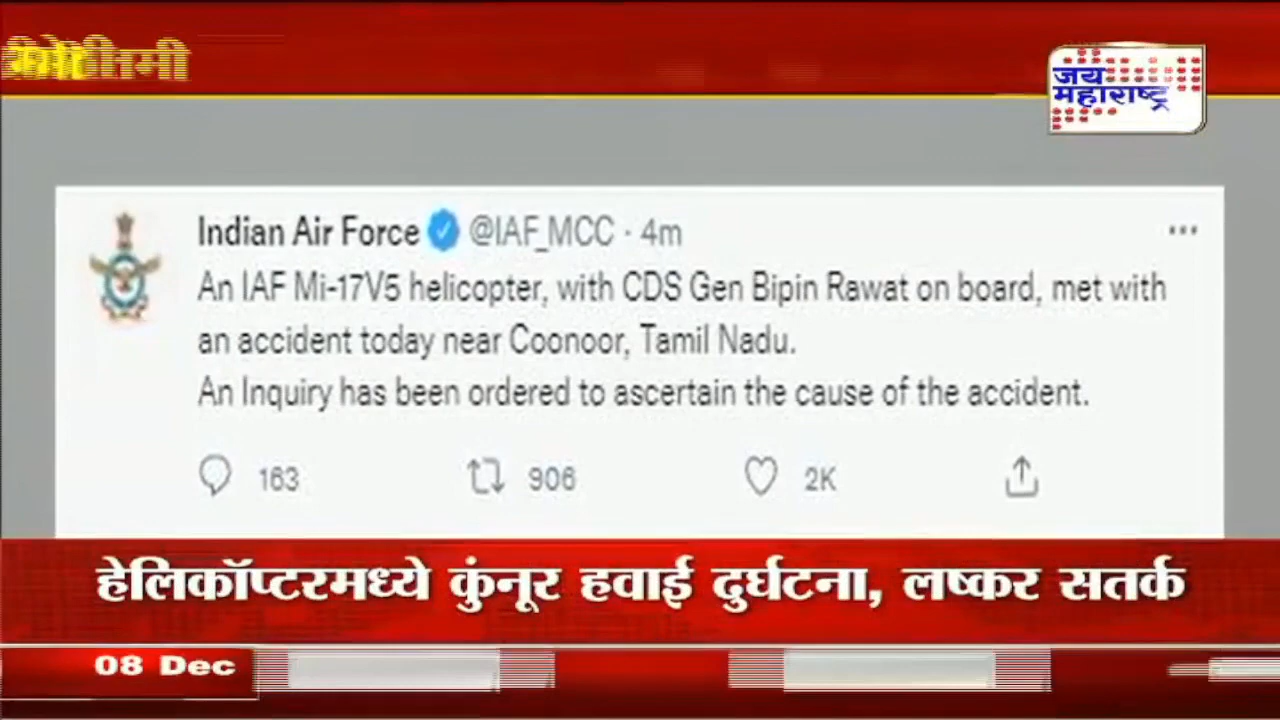 जय
महाराष्ट्र
Indian Air Force @IAF_MCC · 4m
An IAF Mi-17V5 helicopter, with CDS Gen Bipin Rawat on board, met with
an accident today near Coonoor, Tamil Nadu.
An Inquiry has been ordered to ascertain the cause of the accident.
163 906 2K
हेलिकॉप्टरमध्ये कुंनूर हवाई दुर्घटना, लष्कर सतर्क
08 Dec